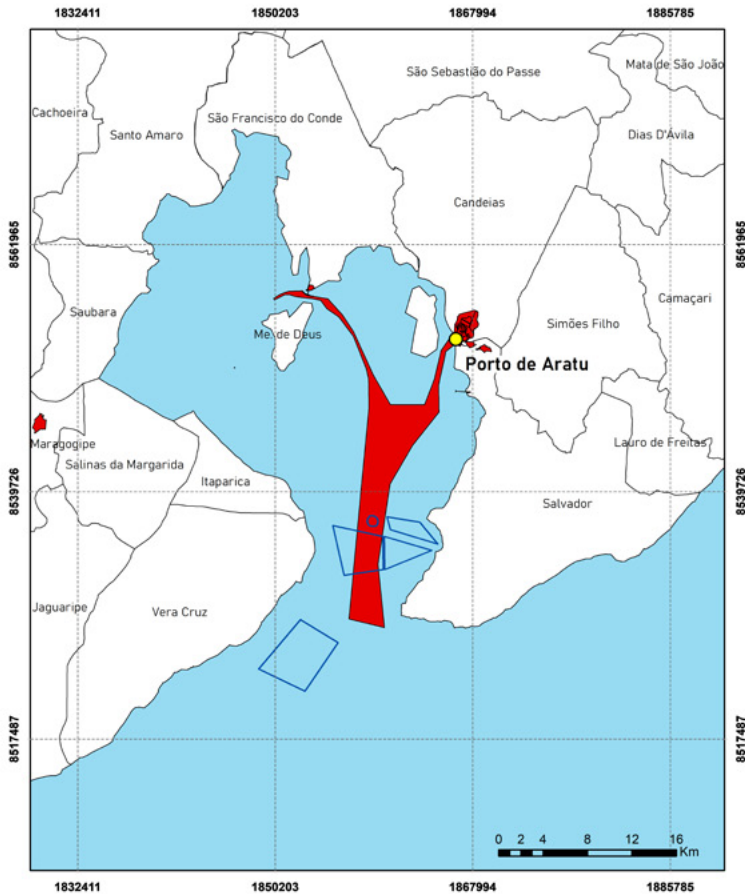 1832411 1850203 1867994 1885785
São Sebastião do Passe
Mata de São João
Cachoeira
São Francisco do Conde
Santo Amaro
Dias D'Ávila
Candeias
8561965 8561965
Camaçari
Saubara
Simões Filho
Me. de Deus
Porto de Aratu
Maragogipe
Lauro de Freitas
Salinas da Margarida
Itaparica
8539726 8539726
Salvador
Jaguaripe
Vera Cruz
8517487 8517487
0 2 4 8 12 16
Km
1832411 1850203 1867994 1885785